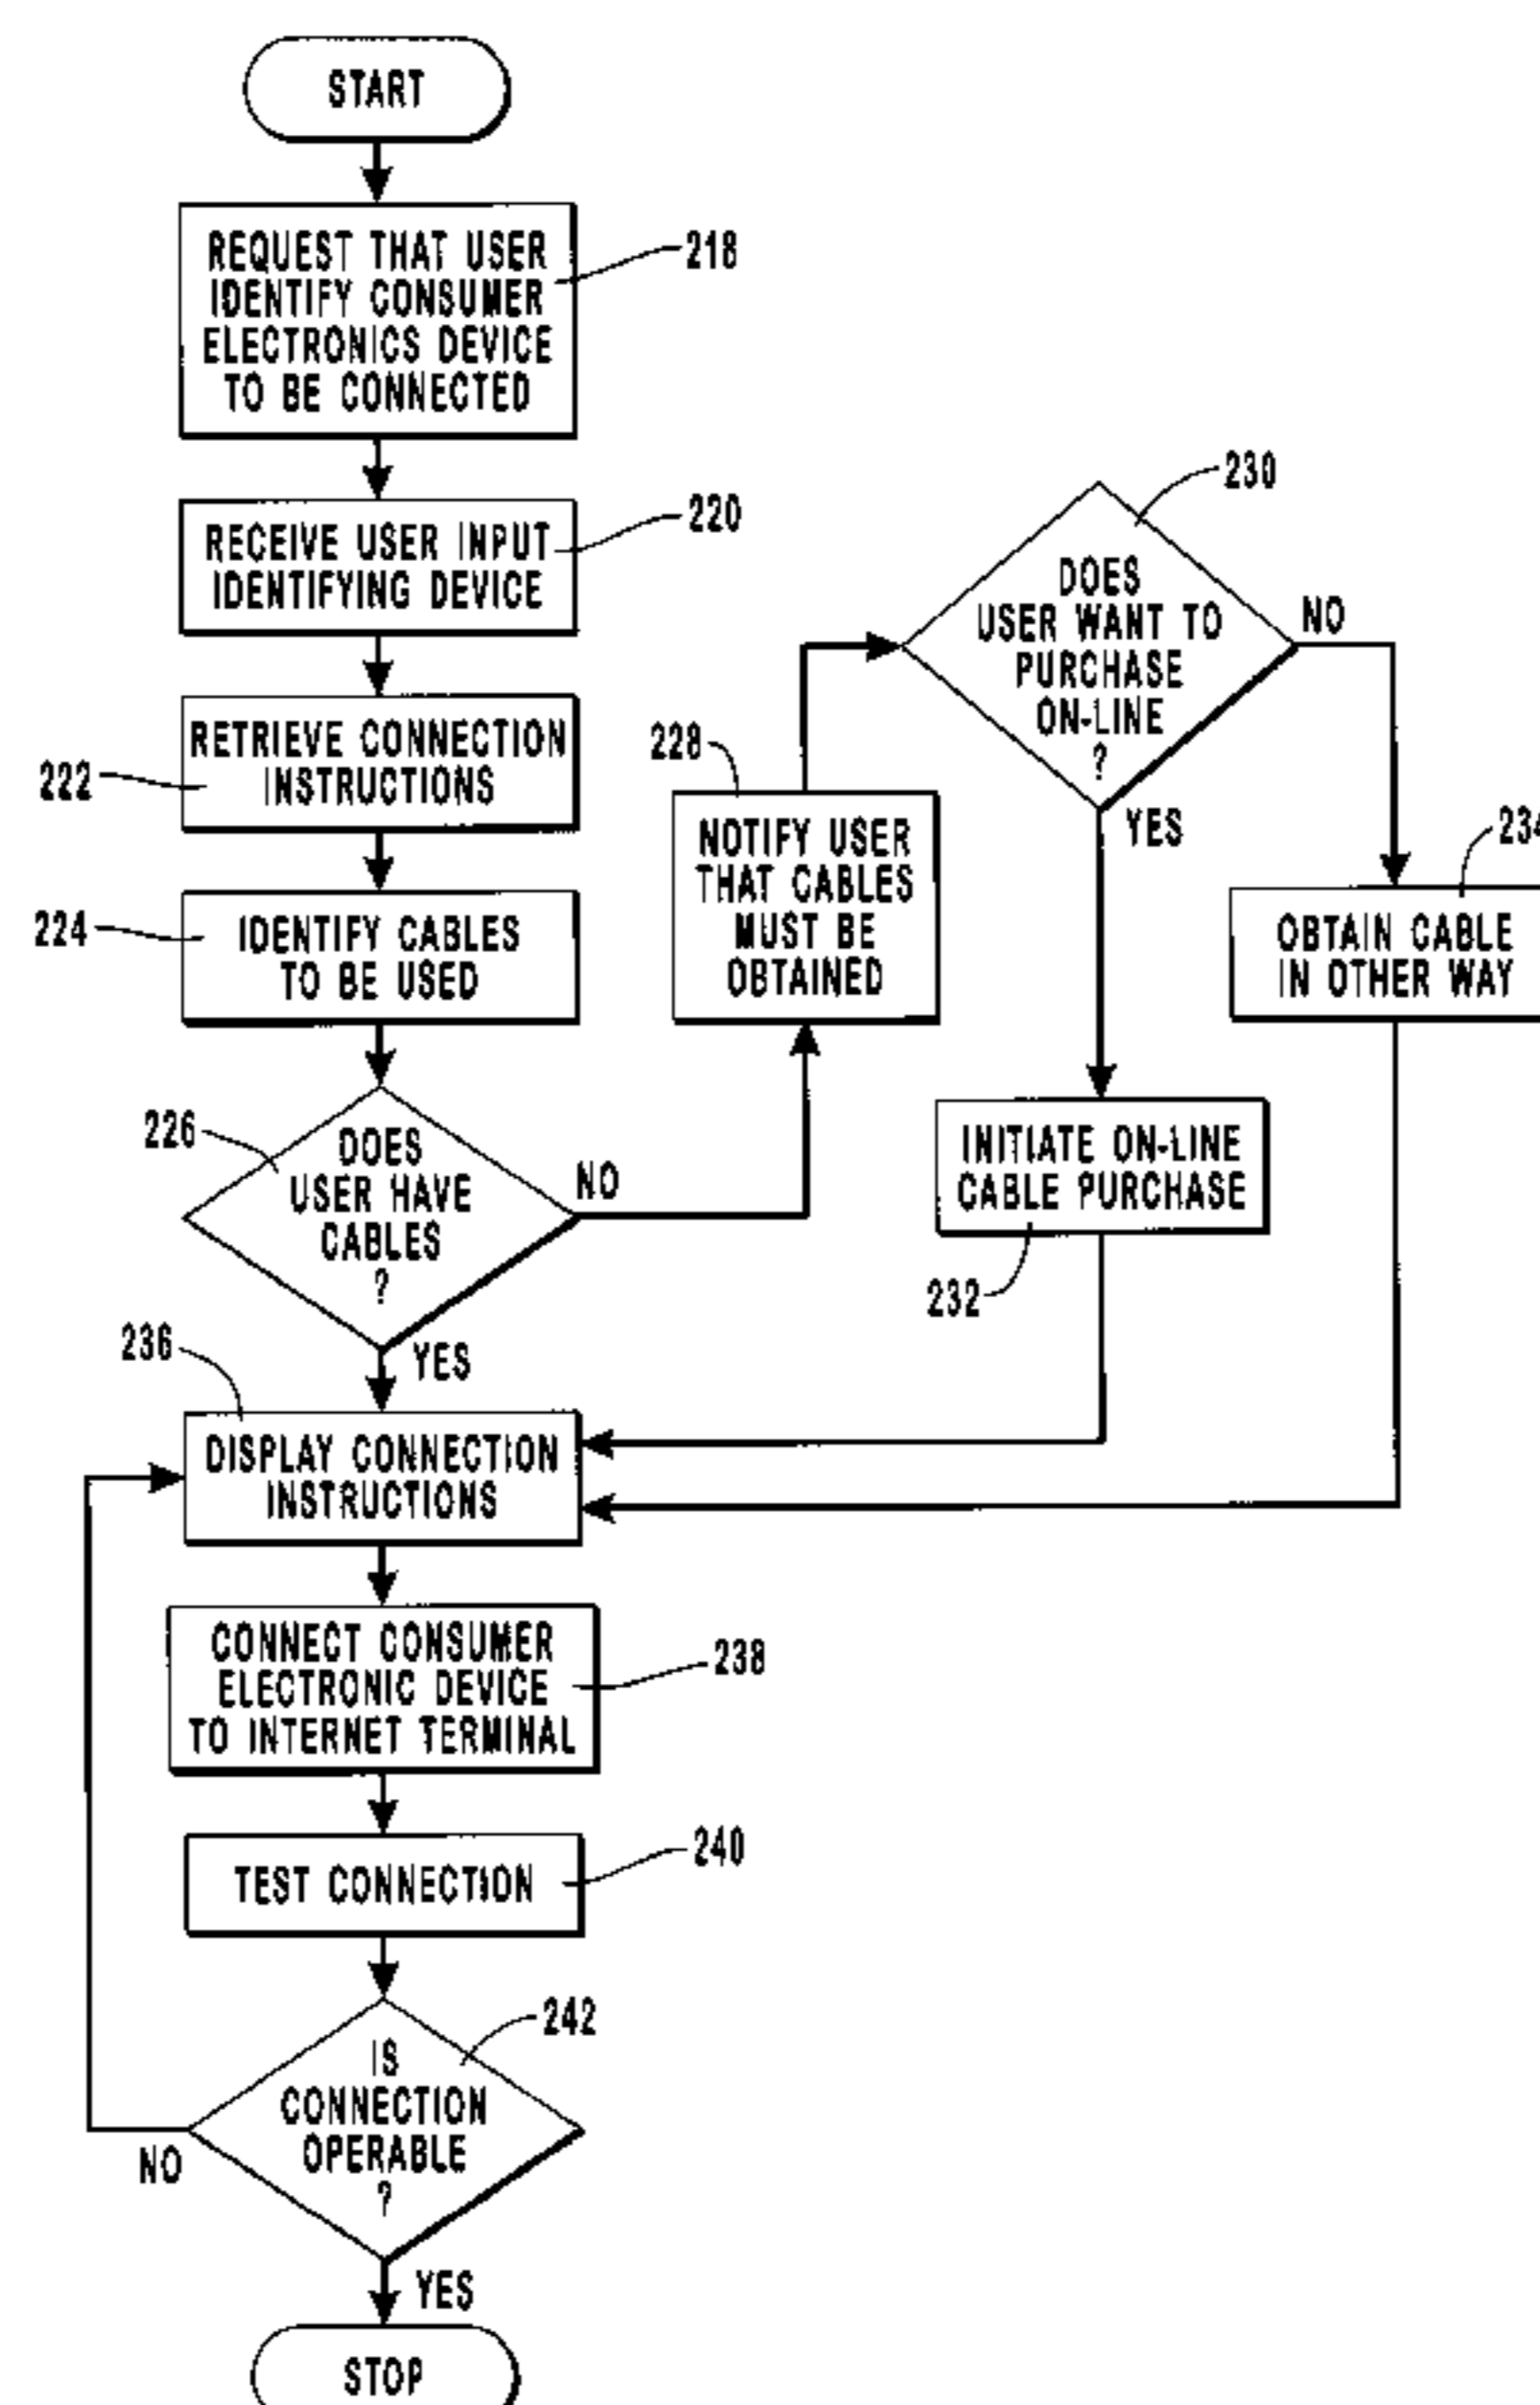 START
REQUEST THAT USER
IDENTIFY CONSUMER
ELECTRONICS DEVICE
TO BE CONNECTED
218
RECEIVE USER INPUT
IDENTIFYING DEVICE
220
RETRIEVE CONNECTION
INSTRUCTIONS
222
IDENTIFY CABLES
TO BE USED
224
DOES
USER HAVE
CABLES
?
226
NO
YES
NOTIFY USER
THAT CABLES
MUST BE
OBTAINED
228
DOES
USER WANT TO
PURCHASE
ON-LINE
?
230
NO
YES
INITIATE ON-LINE
CABLE PURCHASE
232
OBTAIN CABLE
IN OTHER WAY
234
DISPLAY CONNECTION
INSTRUCTIONS
236
CONNECT CONSUMER
ELECTRONIC DEVICE
TO INTERNET TERMINAL
238
TEST CONNECTION
240
IS
CONNECTION
OPERABLE
?
242
NO
YES
STOP